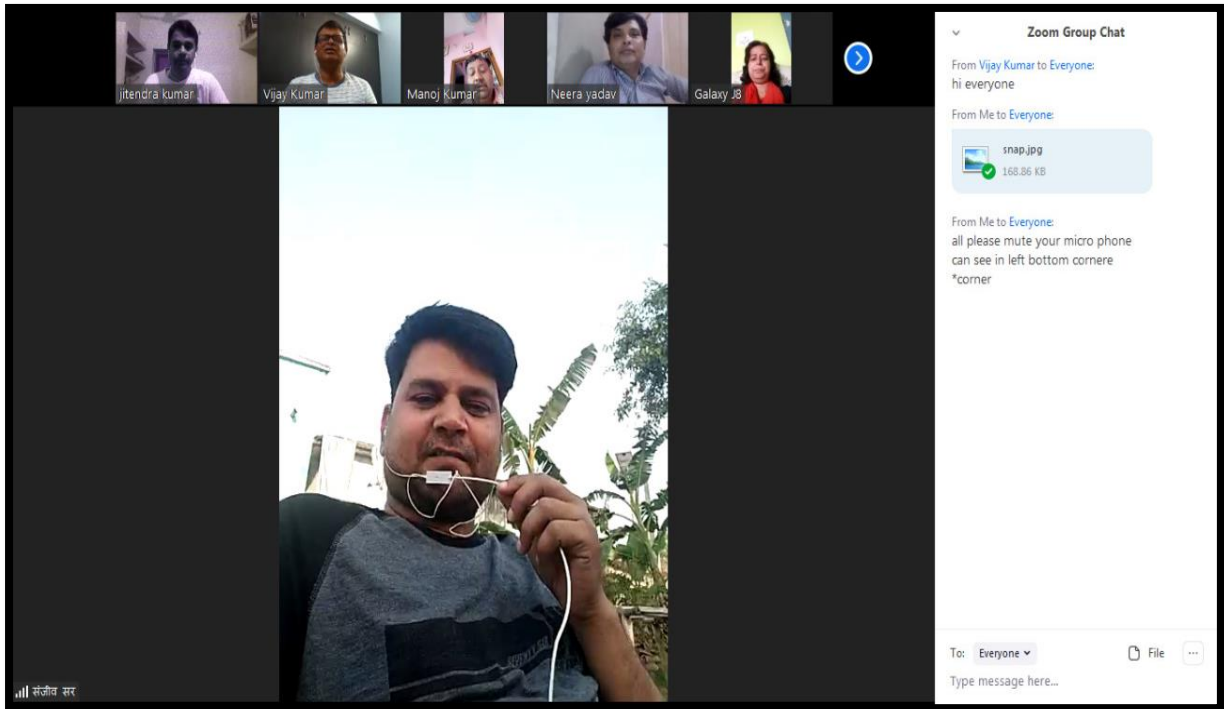 jitendra kumar
Vijay Kumar
Manoj Kumar
Neera yadav
Galaxy J3
संजीव सर
Zoom Group Chat
From Vijay Kumar to Everyone:
hi everyone
From Me to Everyone:
snap.jpg
168.86 KB
From Me to Everyone:
all please mute your micro phone
can see in left bottom cornere
*corner
To: Everyone
File
Type message here...